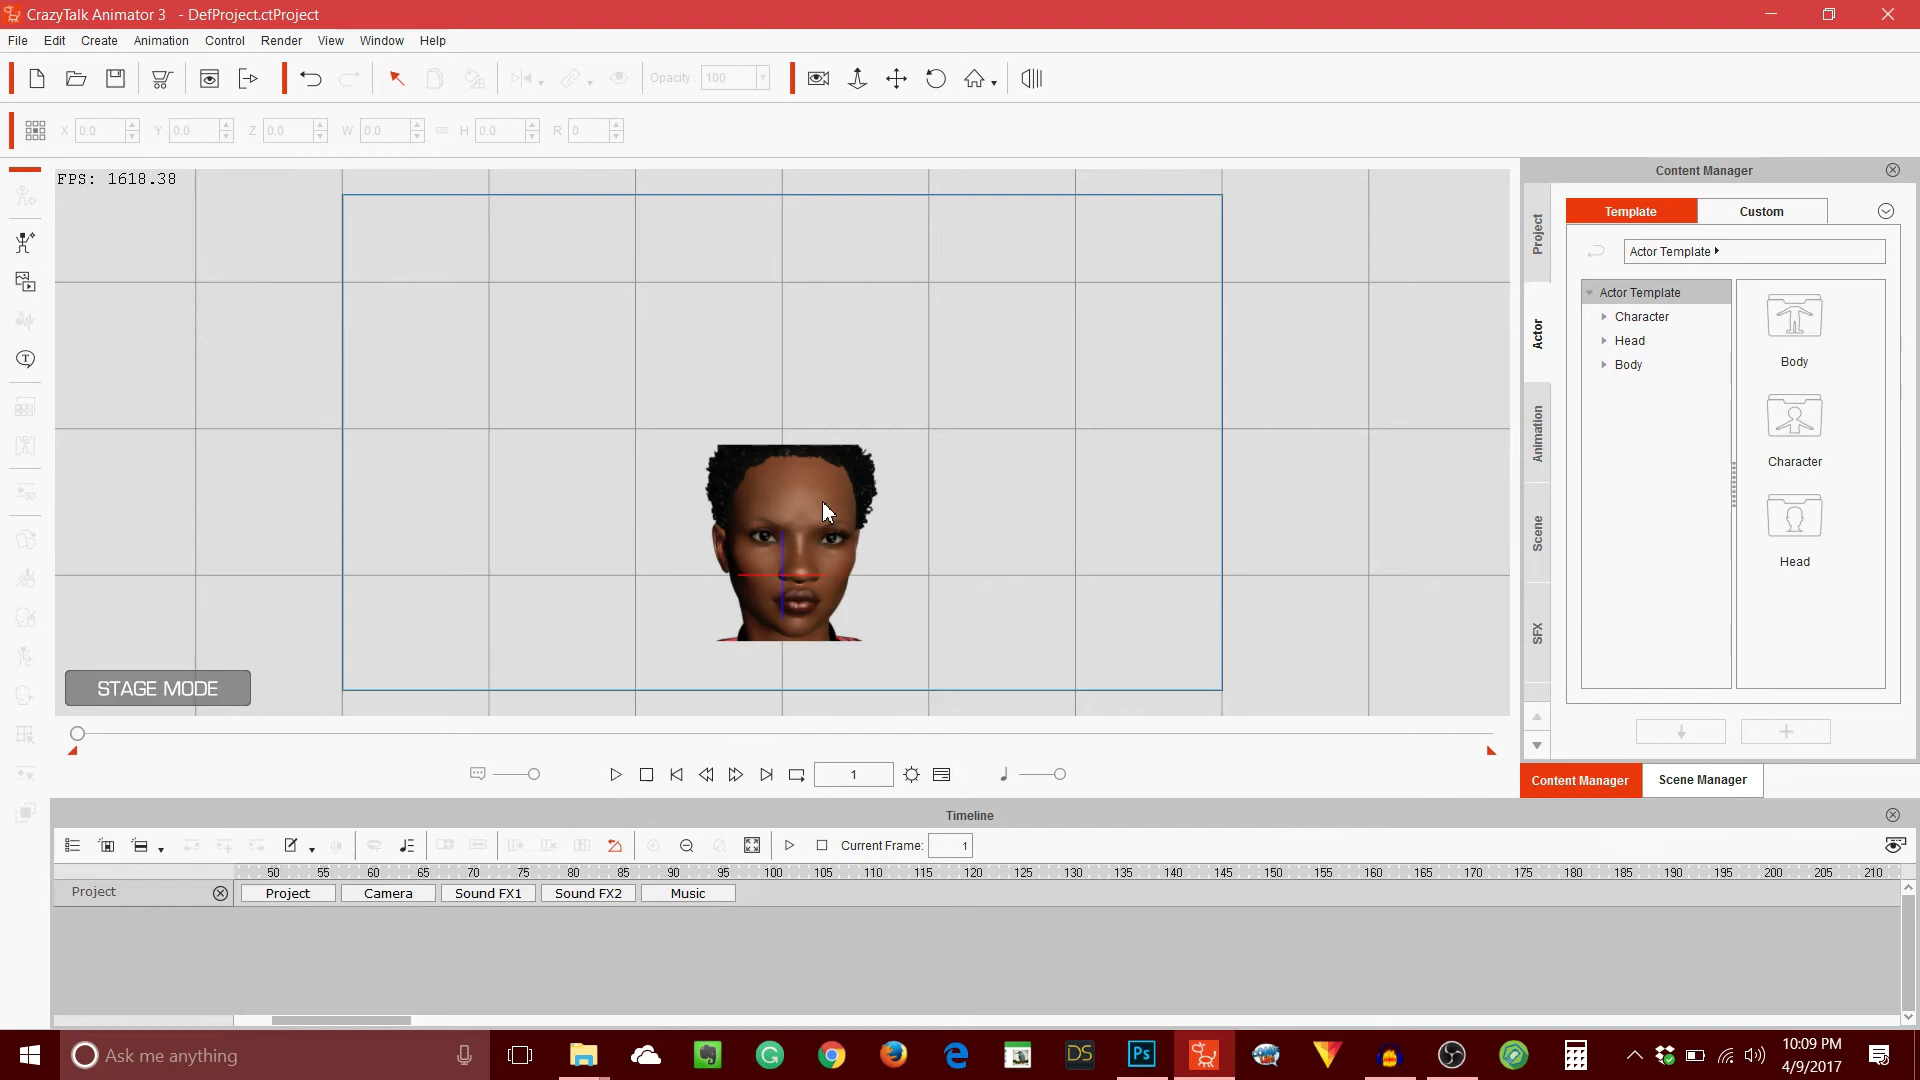 CrazyTalk Animator 3 - DefProject.ctProject
File Edit Create Animation Control Render View Window Help
Opacity: 100
X 0.0 Y 0.0 Z 0.0 W 0.0 H 0.0 R 0
FPS: 1618.38
Content Manager
Template Custom
Project
Actor Template
Actor Template
Character
Head
Body
Body
Character
Head
Actor
Animation
Scene
SFX
STAGE MODE
1
Content Manager Scene Manager
Timeline
Current Frame: 1
50 55 60 65 70 75 80 85 90 95 100 105 110 115 120 125 130 135 140 145 150 155 160 165 170 175 180 185 190 195 200 205 210
Project Project Camera Sound FX1 Sound FX2 Music
Ask me anything
DS
Ps
10:09 PM
4/9/2017